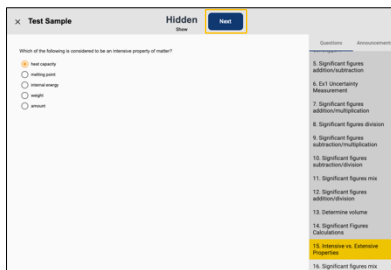 × Test Sample
Hidden
Show
Next
Which of the following is considered to be an intensive property of matter?
heat capacity
melting point
internal energy
weight
amount
Questions
Announcements
5. Significant figures
addition/subtraction
6. Ex1 Uncertainty
Measurement
7. Significant figures
addition/multiplication
8. Significant figures division
9. Significant figures
subtraction/multiplication
10. Significant figures
subtraction/division
11. Significant figures mix
12. Significant figures
addition/division
13. Determine volume
14. Significant Figures
Calculations
15. Intensive vs. Extensive
Properties
16. Significant figures mix